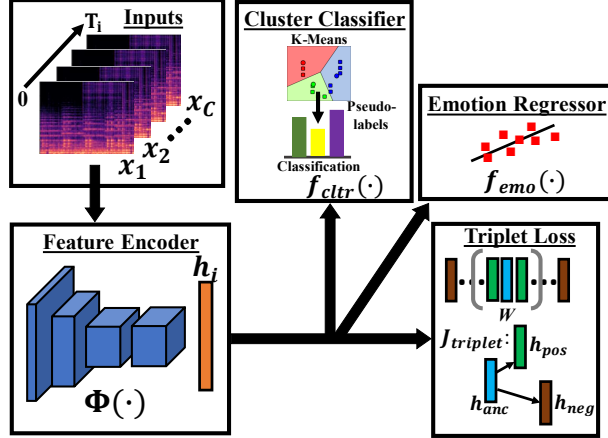 Inputs
T_i
0
x_1 x_2 x_C
Cluster Classifier
K-Means
Pseudo-
labels
Classification
f_cltr(·)
Emotion Regressor
f_emo(·)
Feature Encoder
h_i
Φ(·)
Triplet Loss
W
J_triplet:
h_pos
h_anc
h_neg